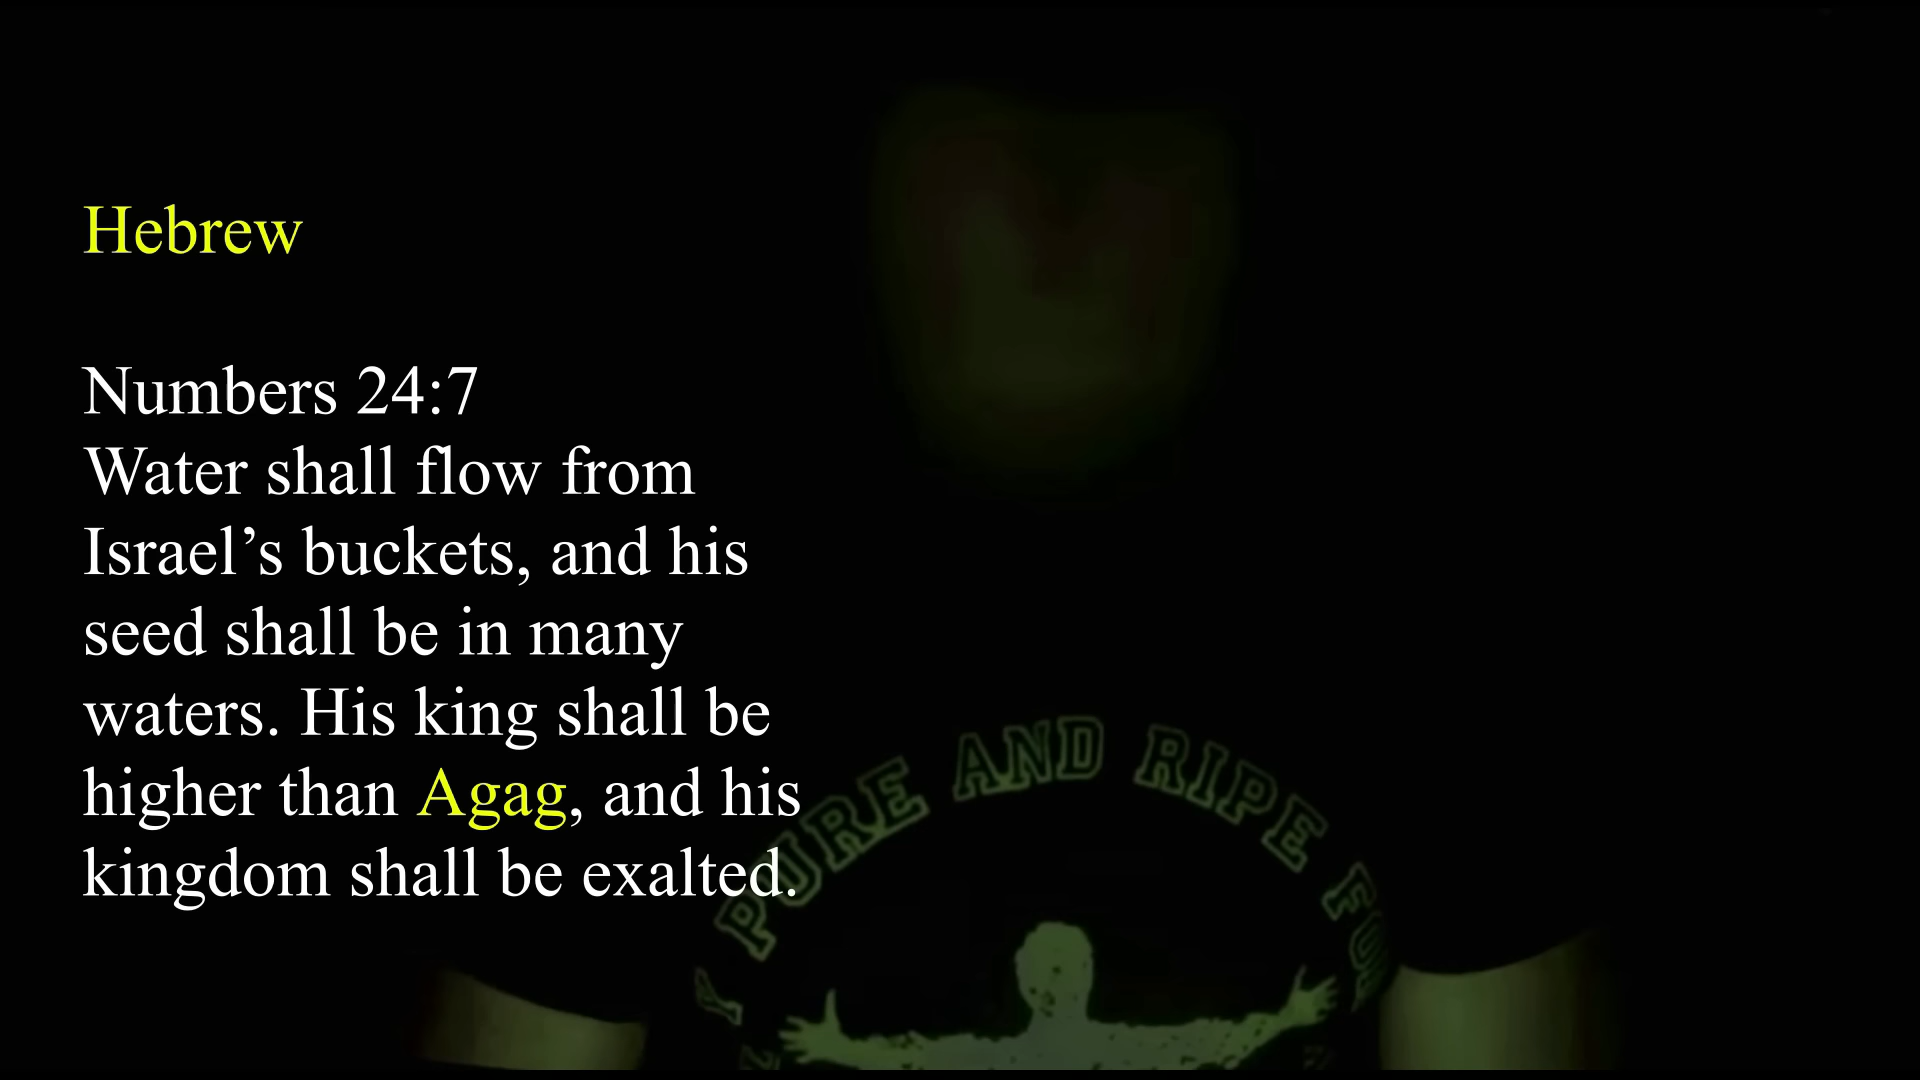 Hebrew
Numbers 24:7
Water shall flow from
Israel’s buckets, and his
seed shall be in many
waters. His king shall be
higher than Agag, and his
kingdom shall be exalted.
PURE AND RIPE